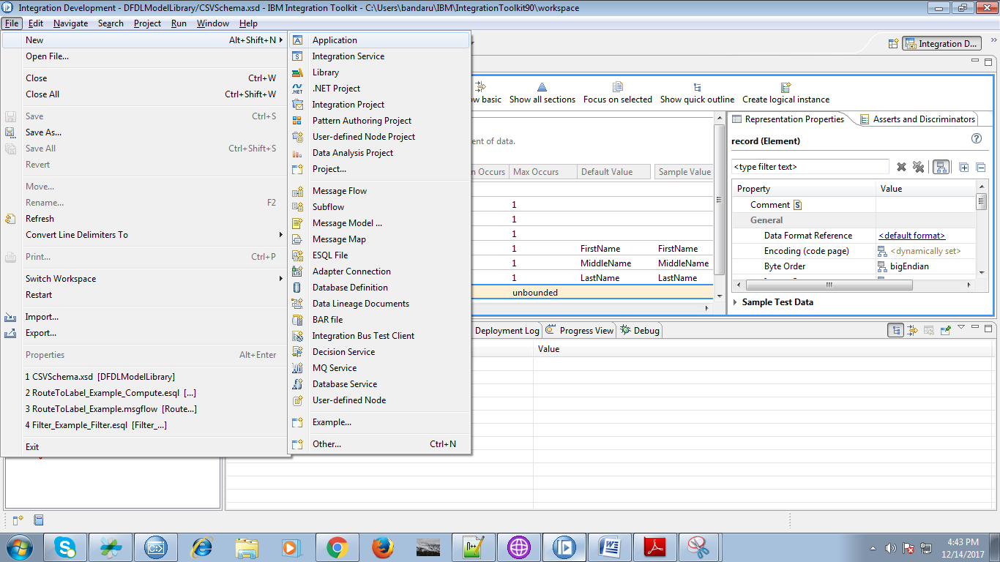 Integration Development - DFDLModelLibrary/CSVSchema.xsd - IBM Integration Toolkit - C:\Users\bandaru\IBM\IntegrationToolkit90\workspace
File Edit Navigate Search Project Run Window Help
New Alt+Shift+N
Open File...
Close Ctrl+W
Close All Ctrl+Shift+W
Save Ctrl+S
Save As...
Save All Ctrl+Shift+S
Revert
Move...
Rename... F2
Refresh
Convert Line Delimiters To
Print... Ctrl+P
Switch Workspace
Restart
Import...
Export...
Properties Alt+Enter
1 CSVSchema.xsd [DFDLModelLibrary]
2 RouteToLabel_Example_Compute.esql [...]
3 RouteToLabel_Example.msgflow [Route...]
4 Filter_Example_Filter.esql [Filter_...]
Exit
Application
Integration Service
Library
.NET Project
Integration Project
Pattern Authoring Project
User-defined Node Project
Data Analysis Project
Project...
Message Flow
Subflow
Message Model ...
Message Map
ESQL File
Adapter Connection
Database Definition
Data Lineage Documents
BAR file
Integration Bus Test Client
Decision Service
MQ Service
Database Service
User-defined Node
Example...
Other... Ctrl+N
Integration D...
w basic Show all sections Focus on selected Show quick outline Create logical instance
ent of data.
n Occurs Max Occurs Default Value Sample Value
1
1
1
1 FirstName FirstName
1 MiddleName MiddleName
1 LastName LastName
unbounded
Representation Properties Asserts and Discriminators
record (Element)
<type filter text>
Property Value
Comment
General
Data Format Reference <default format>
Encoding (code page) <dynamically set>
Byte Order bigEndian
Sample Test Data
Deployment Log Progress View Debug
Value
4:43 PM
12/14/2017